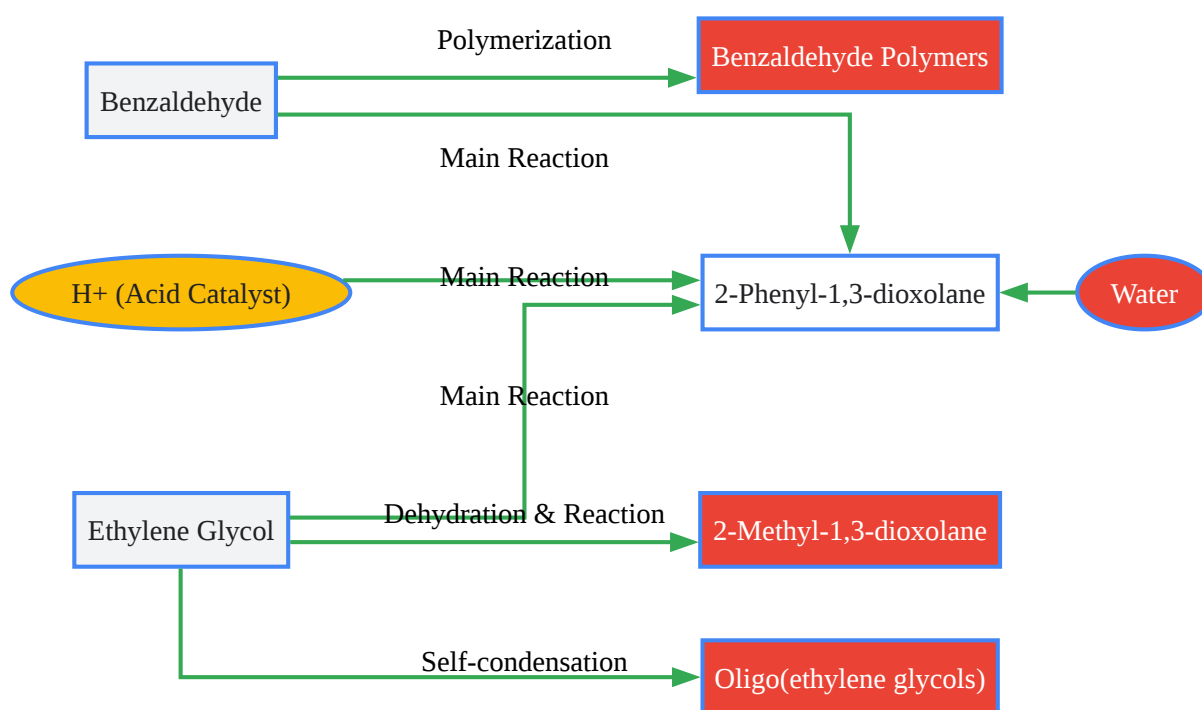 Polymerization
Benzaldehyde Polymers
Benzaldehyde
Main Reaction
H+ (Acid Catalyst)
Main Reaction
2-Phenyl-1,3-dioxolane
Water
Main Reaction
Ethylene Glycol
Dehydration & Reaction
2-Methyl-1,3-dioxolane
Self-condensation
Oligo(ethylene glycols)